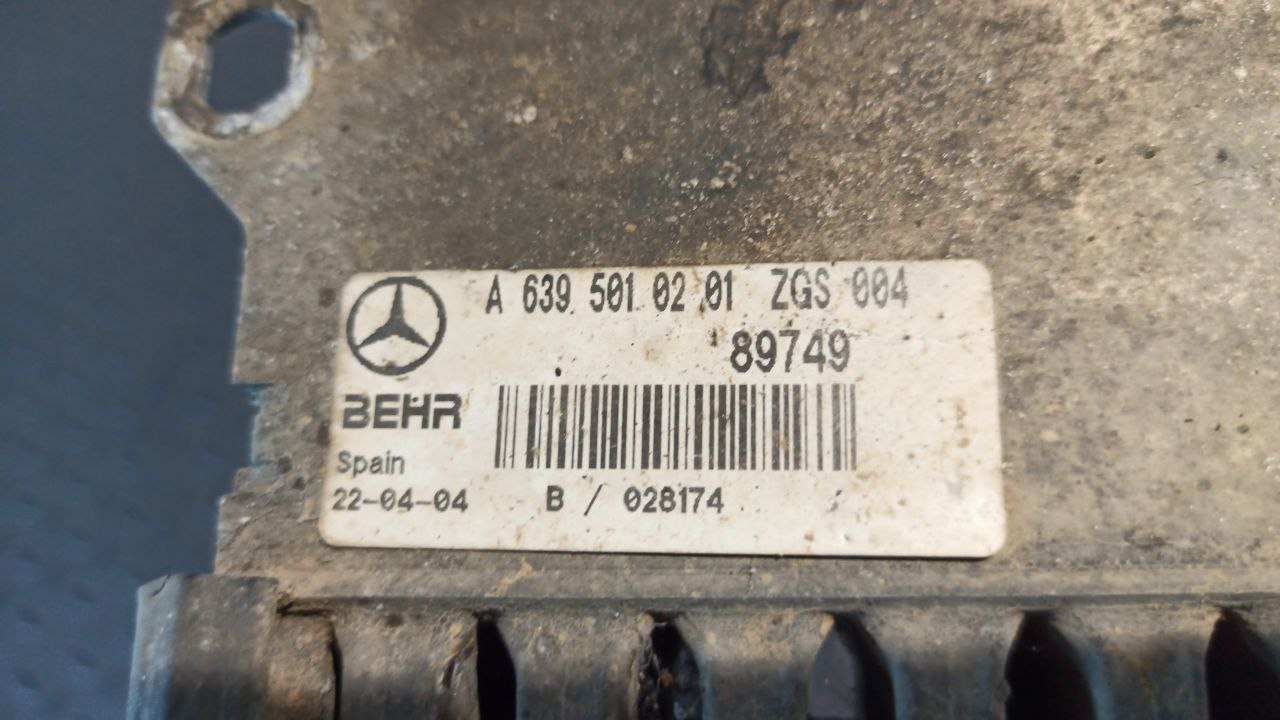 A 639 501 02 01 ZGS 004
89749
BEHR
Spain
22-04-04 B / 028174